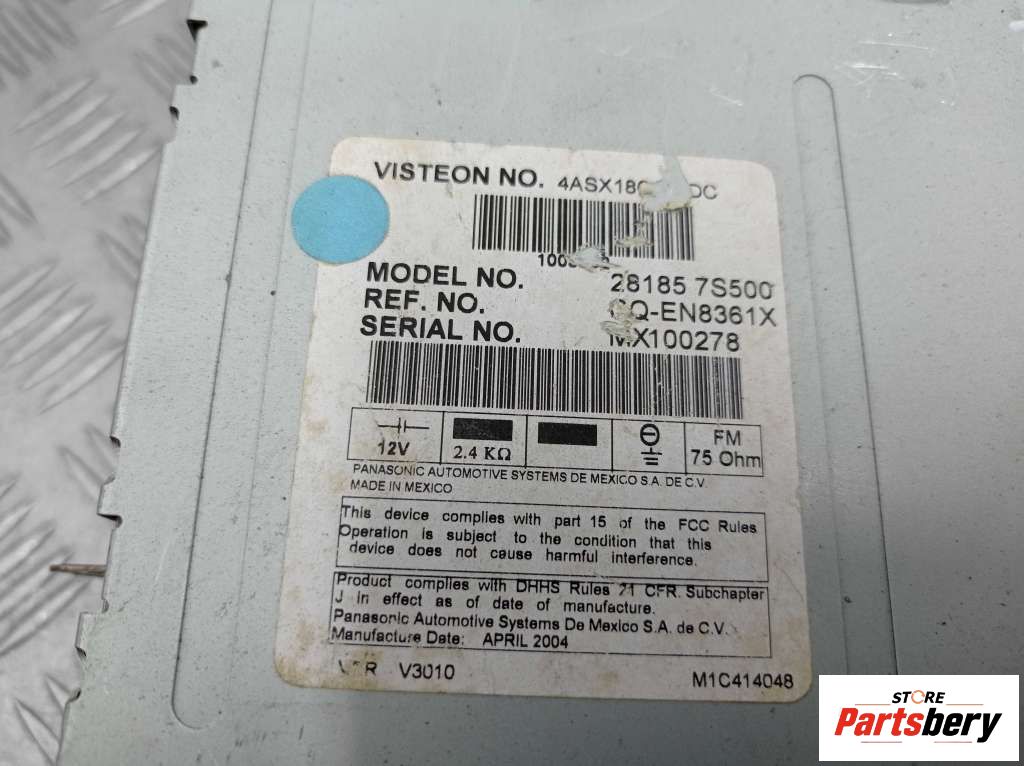 VISTEON NO. 4ASX18 DC
MODEL NO. 28185 7S500
REF. NO. CQ-EN8361X
SERIAL NO. MX100278
12V
2.4 KΩ
FM
75 Ohm
PANASONIC AUTOMOTIVE SYSTEMS DE MEXICO S.A. DE C.V.
MADE IN MEXICO
This device complies with part 15 of the FCC Rules
Operation is subject to the condition that this
device does not cause harmful interference.
Product complies with DHHS Rules 21 CFR. Subchapter
J in effect as of date of manufacture.
Panasonic Automotive Systems De Mexico S.A. de C.V.
Manufacture Date: APRIL 2004
V3010 M1C414048
STORE
Partsbery